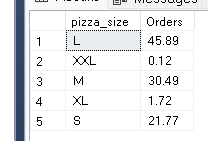 Messages
pizza_size Orders
1 L 45.89
2 XXL 0.12
3 M 30.49
4 XL 1.72
5 S 21.77